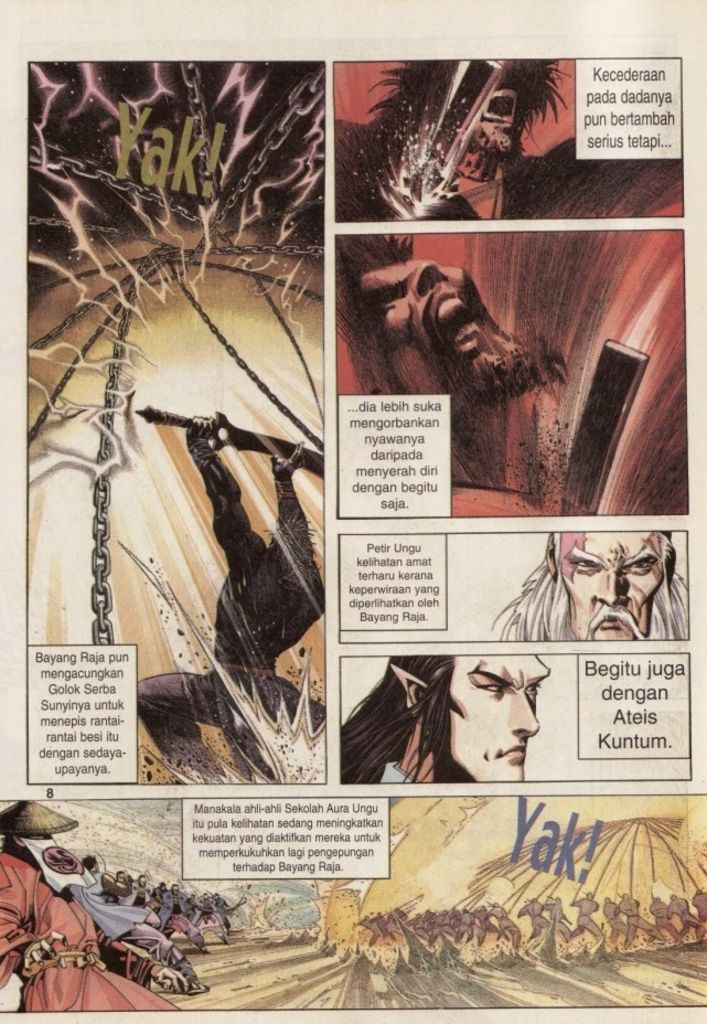 Yak!
Bayang Raja pun
mengacungkan
Golok Serba
Sunyinya untuk
menepis rantai-
rantai besi itu
dengan sedaya-
upayanya.
Kecederaan
pada dadanya
pun bertambah
serius tetapi...
...dia lebih suka
mengorbankan
nyawanya
daripada
menyerah diri
dengan begitu
saja.
Petir Ungu
kelihatan amat
terharu kerana
keperwiraan yang
diperlihatkan oleh
Bayang Raja.
Begitu juga
dengan
Ateis
Kuntum.
8
Manakala ahli-ahli Sekolah Aura Ungu
itu pula kelihatan sedang meningkatkan
kekuatan yang diaktifkan mereka untuk
memperkukuhkan lagi pengepungan
terhadap Bayang Raja.
Yak!